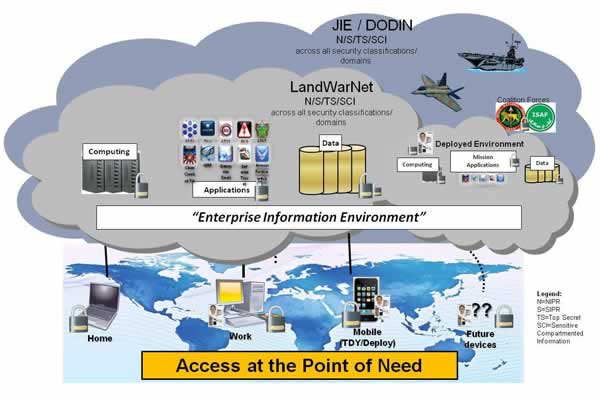 JIE / DODIN
N/S/TS/SCI
across all security classifications/
domains
LandWarNet
N/S/TS/SCI
across all security classifications/
domains
Coalition Forces
ISAF
Computing
Applications
Data
Deployed Environment
Computing
Mission
Applications
Data
“Enterprise Information Environment”
Home
Work
Mobile
(TDY/Deploy)
??
Future
devices
Legend:
N=NIPR
S=SIPR
TS=Top Secret
SCI=Sensitive
Compartmented
Information
Access at the Point of Need